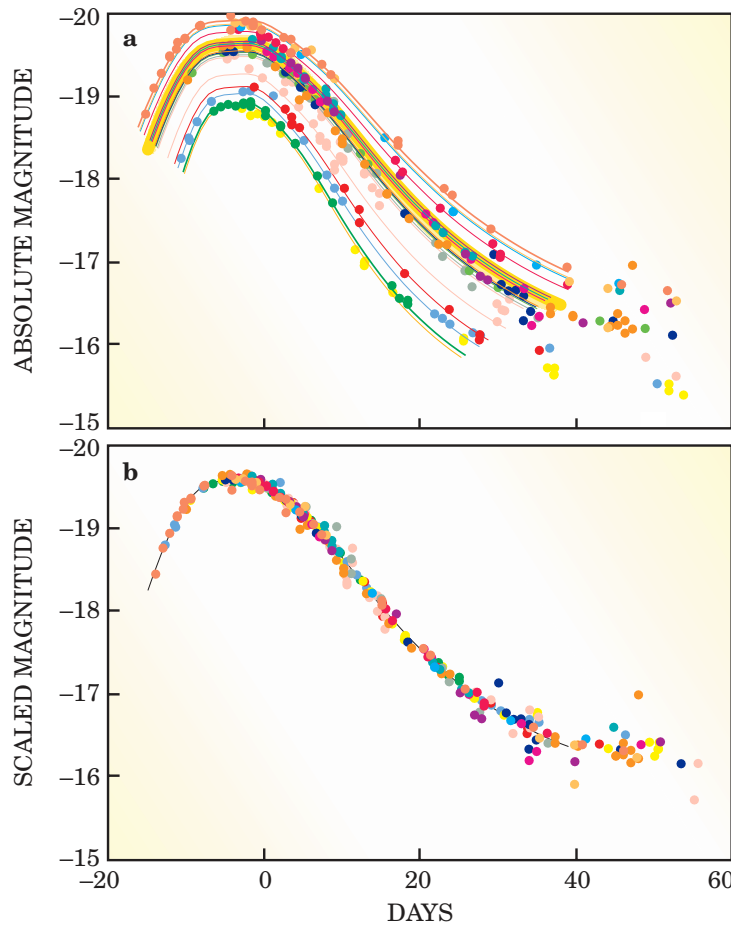 a
–20
–19
–18
–17
–16
–15
ABSOLUTE MAGNITUDE
b
–20
–19
–18
–17
–16
–15
SCALED MAGNITUDE
–20 0 20 40 60
DAYS